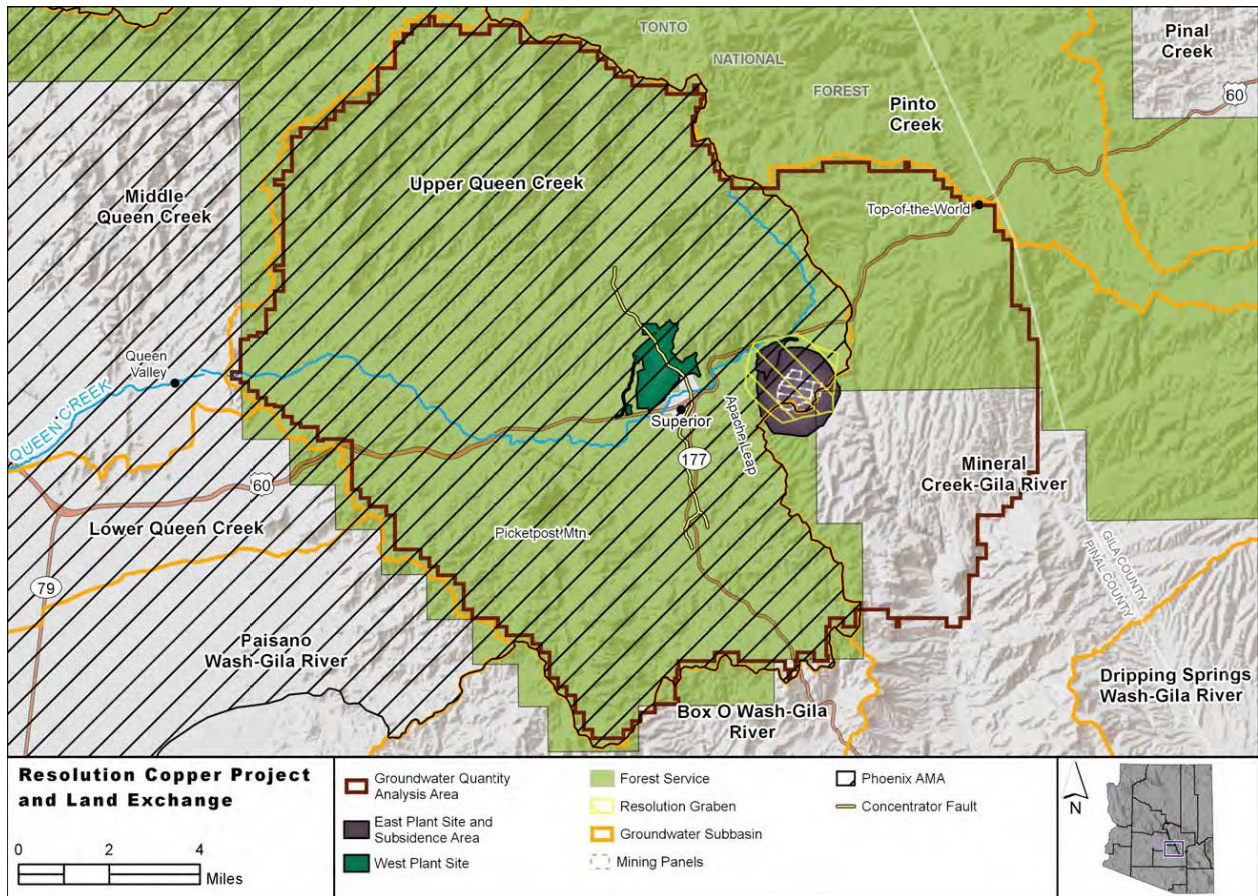 TONTO
NATIONAL
FOREST
Pinal
Creek
60
Pinto
Creek
Upper Queen Creek
Middle
Queen Creek
Top-of-the-World
Queen
Valley
QUEEN CREEK
Superior
Apache Leap
177
Mineral
Creek-Gila River
60
Lower Queen Creek
Picketpost Mtn.
79
GILA COUNTY
PINAL COUNTY
Paisano
Wash-Gila River
Box O Wash-Gila
River
Dripping Springs
Wash-Gila River
Resolution Copper Project
and Land Exchange
0 2 4
Miles
Groundwater Quantity
Analysis Area
East Plant Site and
Subsidence Area
West Plant Site
Forest Service
Resolution Graben
Groundwater Subbasin
Mining Panels
Phoenix AMA
Concentrator Fault
N